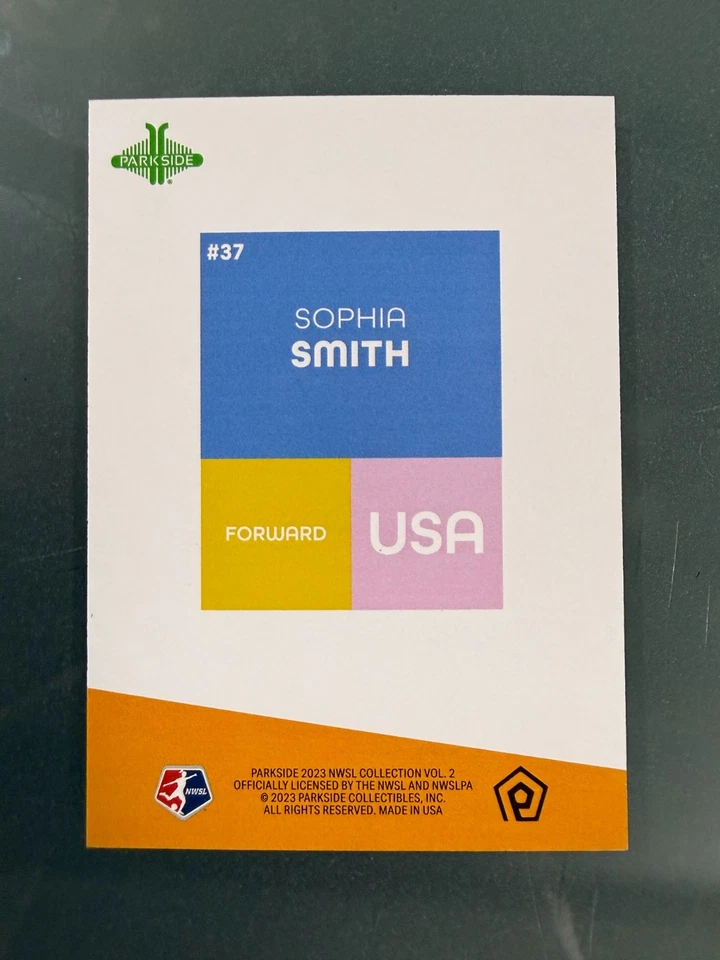 PARKSIDE
®
#37
SOPHIA
SMITH
FORWARD
USA
NWSL
PARKSIDE 2023 NWSL COLLECTION VOL. 2
OFFICIALLY LICENSED BY THE NWSL AND NWSLPA
© 2023 PARKSIDE COLLECTIBLES, INC.
ALL RIGHTS RESERVED. MADE IN USA